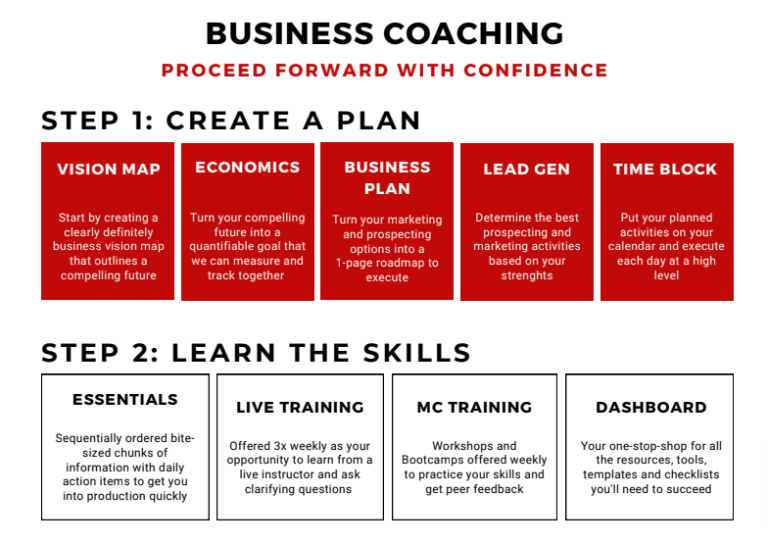 BUSINESS COACHING
PROCEED FORWARD WITH CONFIDENCE
STEP 1: CREATE A PLAN
VISION MAP
Start by creating a
clearly definitely
business vision map
that outlines a
compelling future
ECONOMICS
Turn your compelling
future into a
quantifiable goal that
we can measure and
track together
BUSINESS
PLAN
Turn your marketing
and prospecting
options into a
1-page roadmap to
execute
LEAD GEN
Determine the best
prospecting and
marketing activities
based on your
strenghts
TIME BLOCK
Put your planned
activities on your
calendar and execute
each day at a high
level
STEP 2: LEARN THE SKILLS
ESSENTIALS
Sequentially ordered bite-
sized chunks of
information with daily
action items to get you
into production quickly
LIVE TRAINING
Offered 3x weekly as your
opportunity to learn from a
live instructor and ask
clarifying questions
MC TRAINING
Workshops and
Bootcamps offered weekly
to practice your skills and
get peer feedback
DASHBOARD
Your one-stop-shop for all
the resources, tools,
templates and checklists
you'll need to succeed